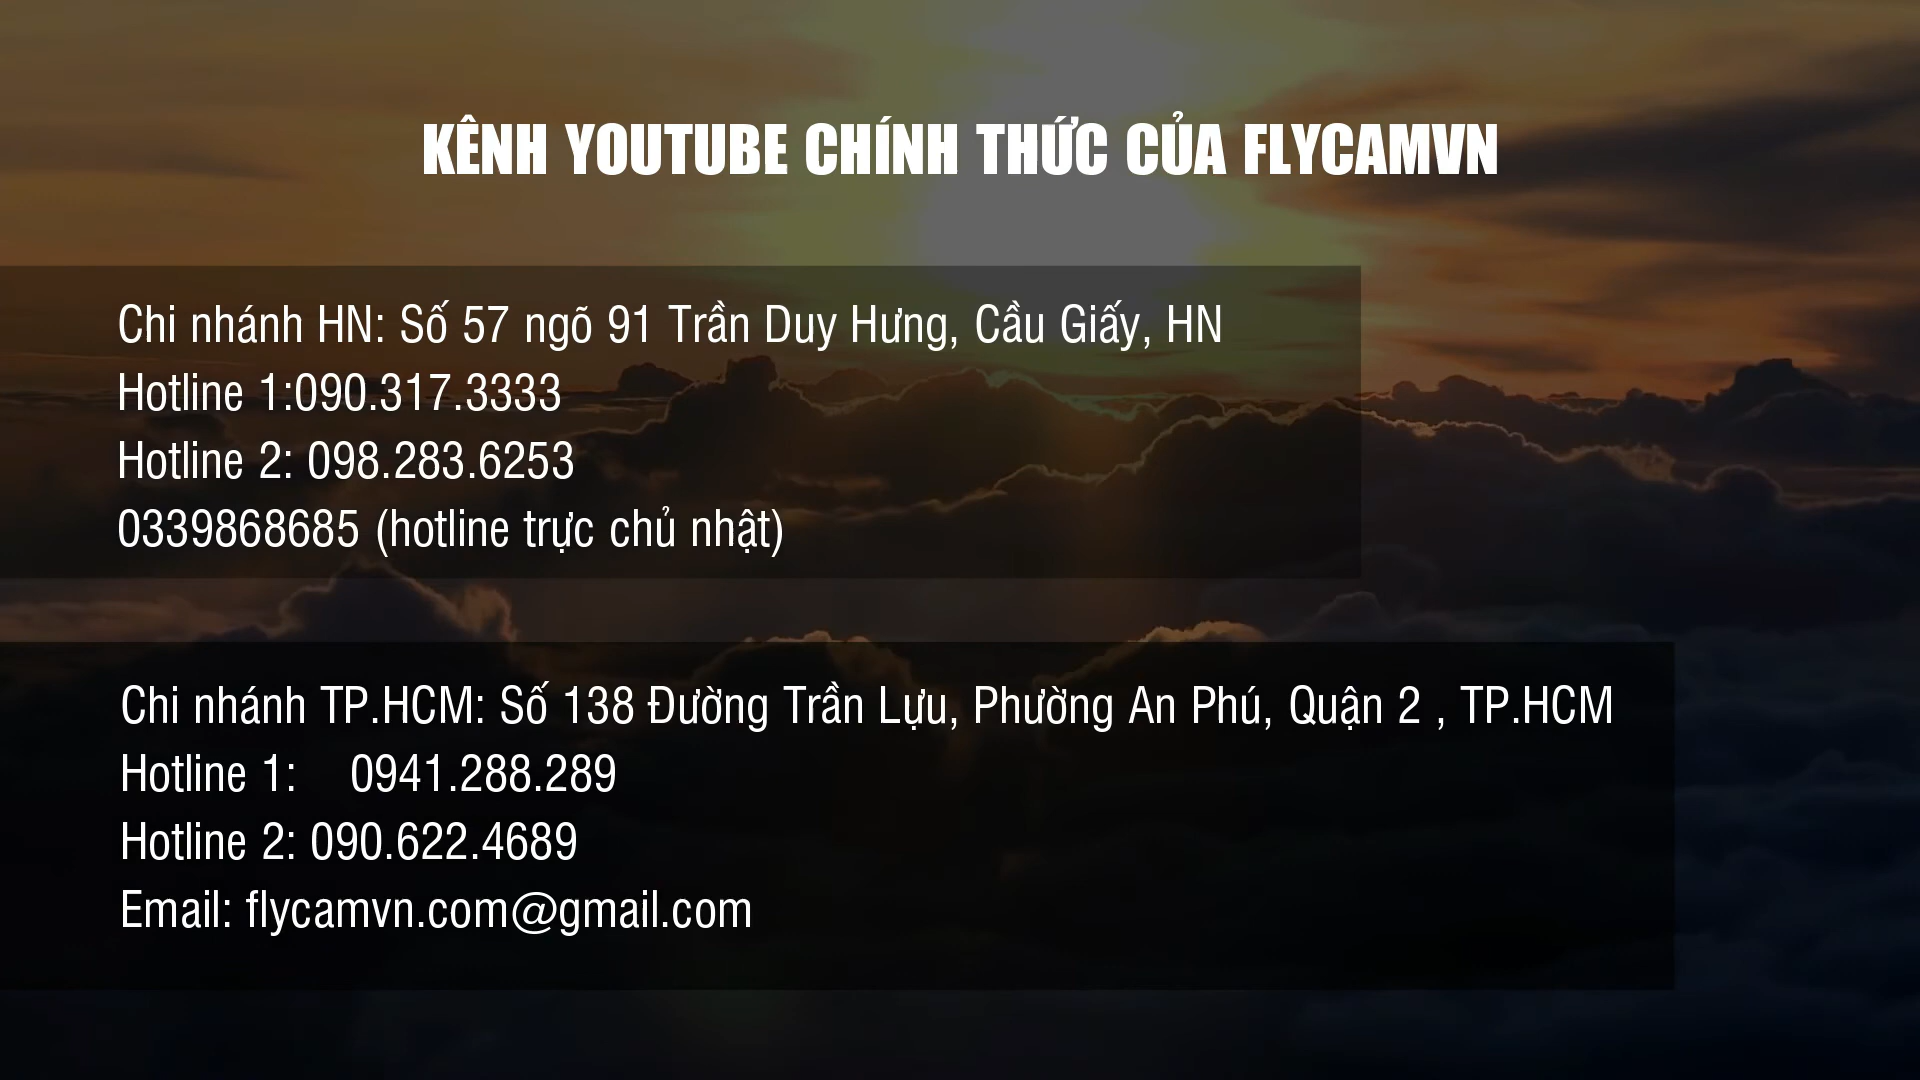 KÊNH YOUTUBE CHÍNH THỨC CỦA FLYCAMVN
Chi nhánh HN: Số 57 ngõ 91 Trần Duy Hưng, Cầu Giấy, HN
Hotline 1:090.317.3333
Hotline 2: 098.283.6253
0339868685 (hotline trực chủ nhật)
Chi nhánh TP.HCM: Số 138 Đường Trần Lựu, Phường An Phú, Quận 2 , TP.HCM
Hotline 1: 0941.288.289
Hotline 2: 090.622.4689
Email: flycamvn.com@gmail.com